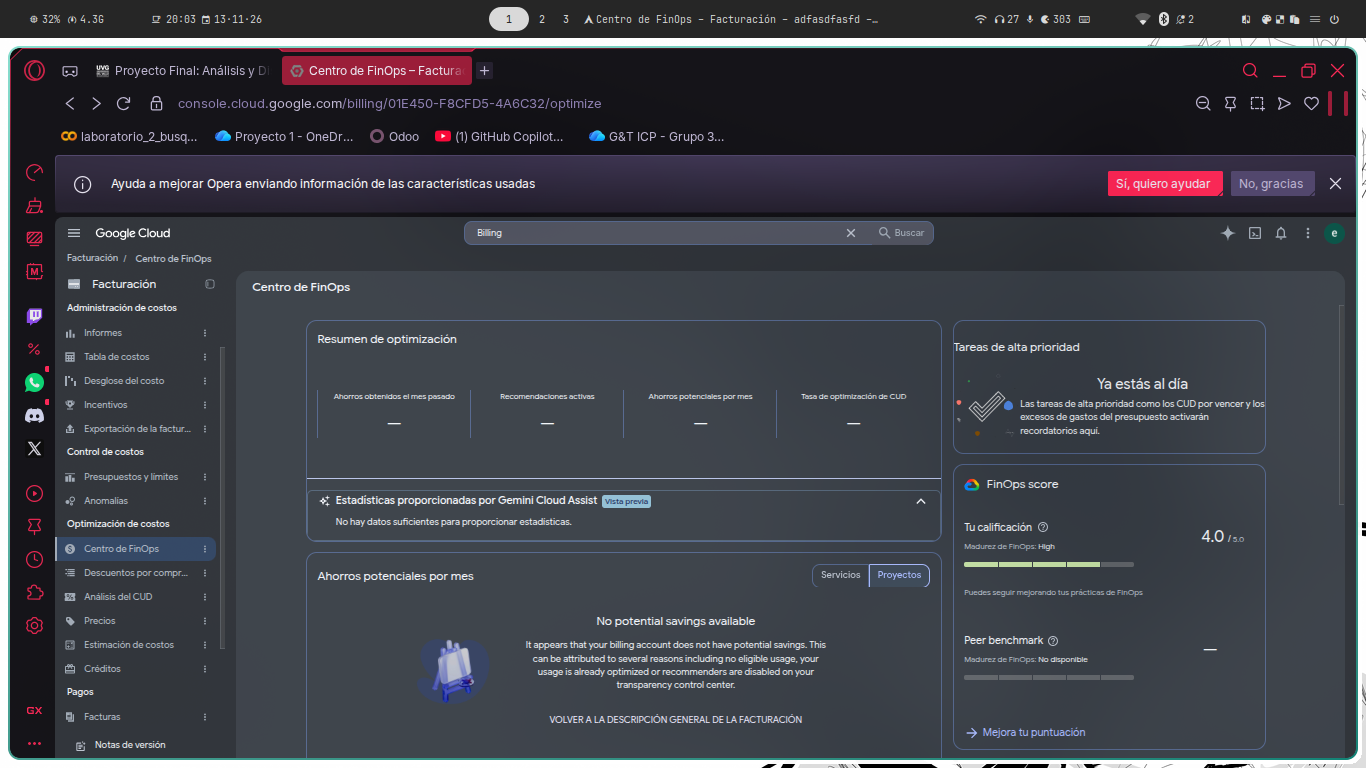 32% 4.3G 20:03 13-11-26 1 2 3 Centro de FinOps – Facturación – adfasdfasfd –… 27 303 2
UVG Proyecto Final: Análisis y Di Centro de FinOps – Factura +
console.cloud.google.com/billing/01E450-F8CFD5-4A6C32/optimize
laboratorio_2_busq... Proyecto 1 - OneDr... Odoo (1) GitHub Copilot... G&T ICP - Grupo 3...
Ayuda a mejorar Opera enviando información de las características usadas Sí, quiero ayudar No, gracias
Google Cloud Billing Buscar e
Facturación / Centro de FinOps
Facturación
Administración de costos
Informes
Tabla de costos
Desglose del costo
Incentivos
Exportación de la factur...
Control de costos
Presupuestos y límites
Anomalías
Optimización de costos
Centro de FinOps
Descuentos por compr...
Análisis del CUD
Precios
Estimación de costos
Créditos
Pagos
Facturas
Notas de versión
M
GX
Centro de FinOps
Resumen de optimización
Ahorros obtenidos el mes pasado Recomendaciones activas Ahorros potenciales por mes Tasa de optimización de CUD
— — — —
Estadísticas proporcionadas por Gemini Cloud Assist Vista previa
No hay datos suficientes para proporcionar estadísticas.
Ahorros potenciales por mes Servicios Proyectos
No potential savings available
It appears that your billing account does not have potential savings. This
can be attributed to several reasons including no eligible usage, your
usage is already optimized or recommenders are disabled on your
transparency control center.
VOLVER A LA DESCRIPCIÓN GENERAL DE LA FACTURACIÓN
Tareas de alta prioridad
Ya estás al día
Las tareas de alta prioridad como los CUD por vencer y los
excesos de gastos del presupuesto activarán
recordatorios aquí.
FinOps score
Tu calificación
Madurez de FinOps: High
4.0 / 5.0
Puedes seguir mejorando tus prácticas de FinOps
Peer benchmark
Madurez de FinOps: No disponible
—
Mejora tu puntuación